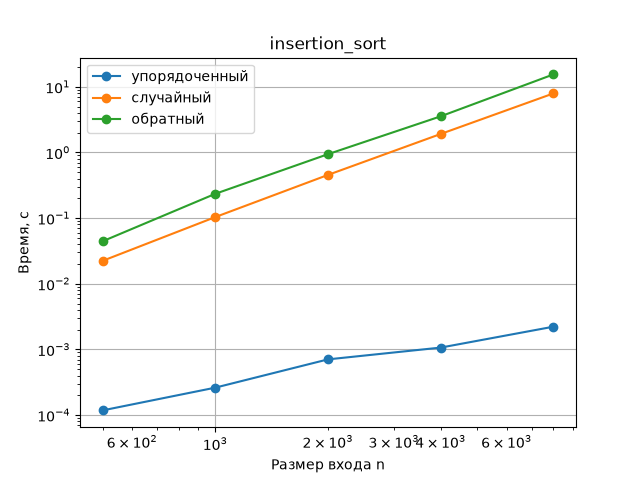 insertion_sort
упорядоченный
случайный
обратный
Время, с
10¹
10⁰
10⁻¹
10⁻²
10⁻³
10⁻⁴
6 × 10² 10³ 2 × 10³ 3 × 10³ 4 × 10³ 6 × 10³
Размер входа n